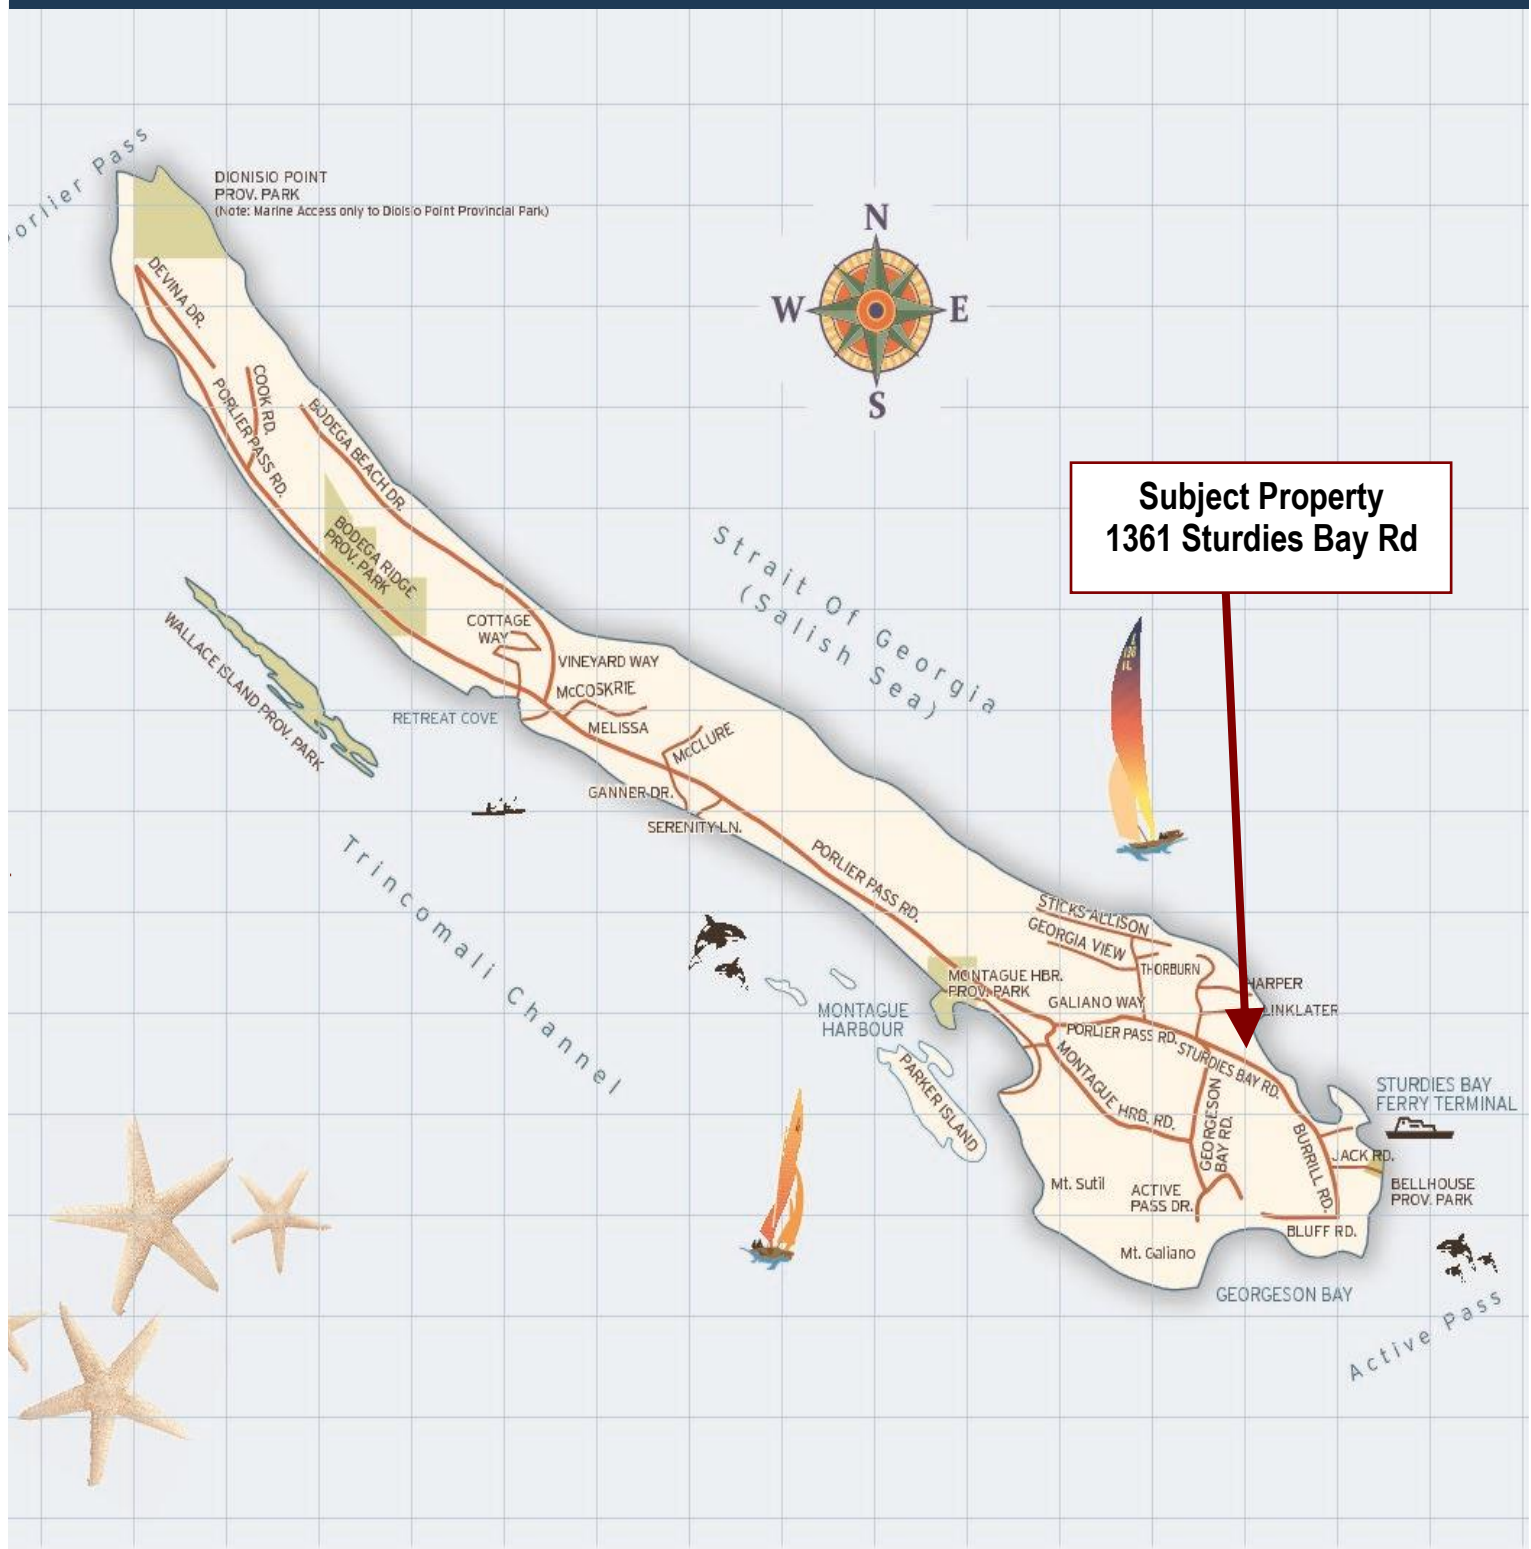 Porlier Pass
DIONISIO POINT
PROV. PARK
(Note: Marine Access only to Dioisio Point Provincial Park)
N
W
E
S
DEVINA DR.
COOK RD.
PORLIER PASS RD.
BODEGA BEACH DR.
BODEGA RIDGE
PROV. PARK
WALLACE ISLAND PROV. PARK
Subject Property
1361 Sturdies Bay Rd
Strait Of Georgia
(Salish Sea)
COTTAGE
WAY
VINEYARD WAY
McCOSKRIE
RETREAT COVE
MELISSA
McCLURE
GANNER DR.
SERENITY LN.
Trincomali Channel
PORLIER PASS RD.
STICKS ALLISON
GEORGIA VIEW
THORBURN
MONTAGUE HBR.
PROV. PARK
HARPER
GALIANO WAY
LINKLATER
MONTAGUE
HARBOUR
PORLIER PASS RD.
STURDIES BAY RD.
PARKER ISLAND
MONTAGUE HRB. RD.
GEORGESON
BAY RD.
STURDIES BAY
FERRY TERMINAL
BURRILL RD.
JACK RD.
BELLHOUSE
PROV. PARK
Mt. Sutil
ACTIVE
PASS DR.
BLUFF RD.
Mt. Galiano
GEORGESON BAY
Active Pass